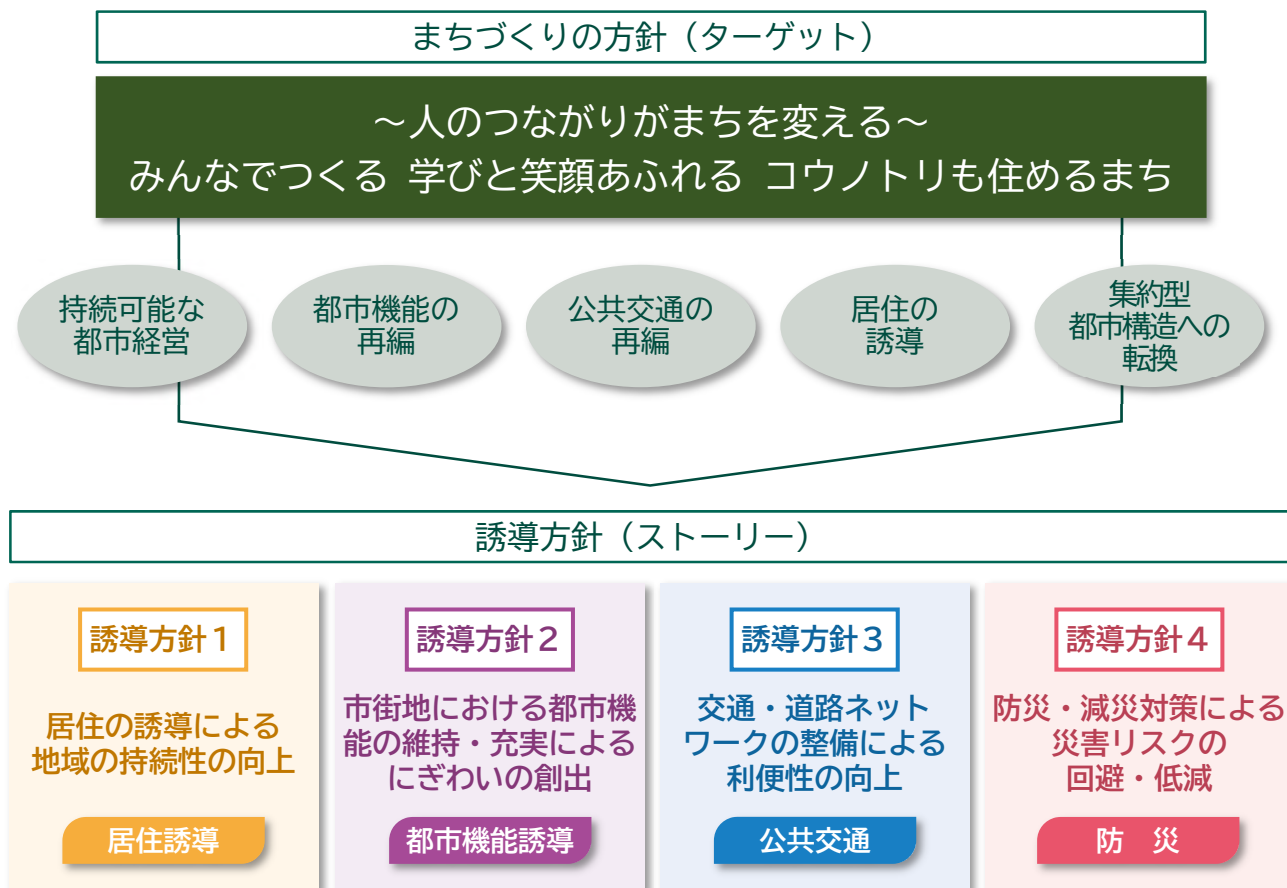 まちづくりの方針（ターゲット）
～人のつながりがまちを変える～
みんなでつくる 学びと笑顔あふれる コウノトリも住めるまち
持続可能な
都市経営
都市機能の
再編
公共交通の
再編
居住の
誘導
集約型
都市構造への
転換
誘導方針（ストーリー）
誘導方針１
居住の誘導による
地域の持続性の向上
居住誘導
誘導方針２
市街地における都市機
能の維持・充実による
にぎわいの創出
都市機能誘導
誘導方針３
交通・道路ネット
ワークの整備による
利便性の向上
公共交通
誘導方針４
防災・減災対策による
災害リスクの
回避・低減
防　災